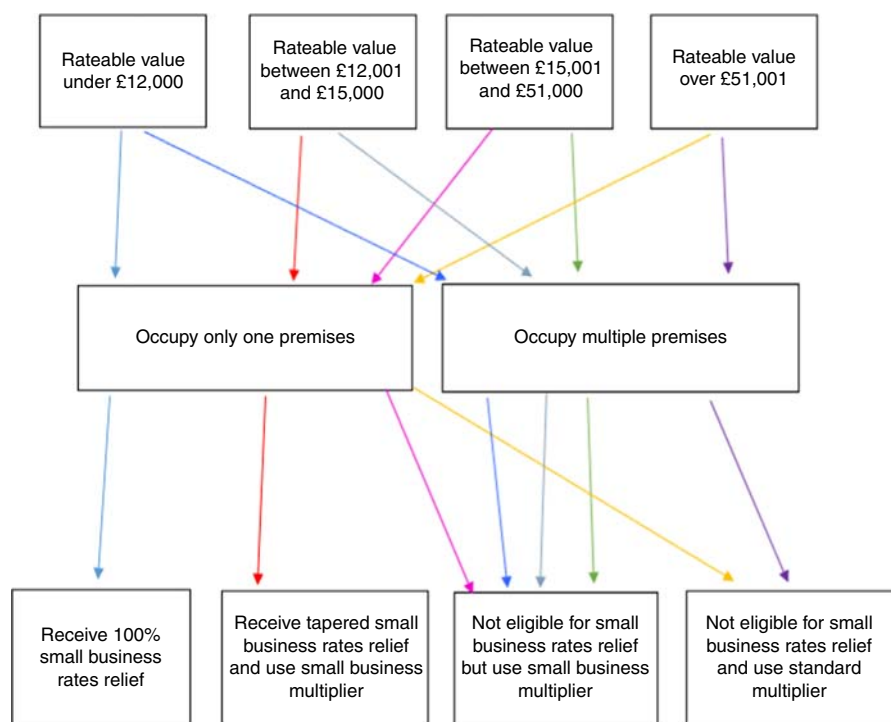 Rateable value
under £12,000
Rateable value
between £12,001
and £15,000
Rateable value
between £15,001
and £51,000
Rateable value
over £51,001
Occupy only one premises
Occupy multiple premises
Receive 100%
small business
rates relief
Receive tapered small
business rates relief
and use small business
multiplier
Not eligible for small
business rates relief
but use small business
multiplier
Not eligible for small
business rates relief
and use standard
multiplier